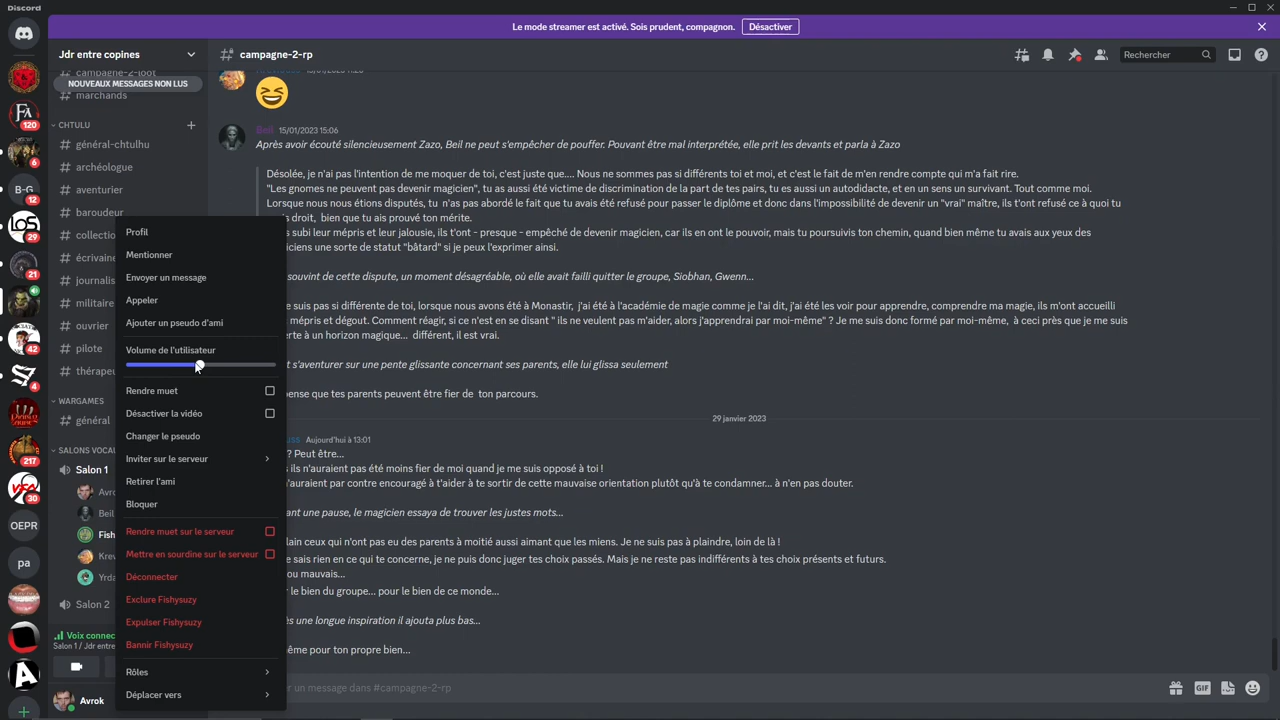 Discord
Le mode streamer est activé. Sois prudent, compagnon. Désactiver
Jdr entre copines
campagne-2-rp
Rechercher
campagne-2-loot
NOUVEAUX MESSAGES NON LUS
marchands
CHTULU
général-chtulhu
archéologue
aventurier
baroudeur
collectio
écrivaine
journalis
militaire
ouvrier
pilote
thérapeu
WARGAMES
général
SALONS VOCAU
Salon 1
Avro
Beil
Fish
Krev
Yrda
Salon 2
Voix connec
Salon 1 / Jdr entre
Avrok
FA
120
6
B-G
12
LOS
29
21
42
4
217
30
OEPR
pa
Profil
Mentionner
Envoyer un message
Appeler
Ajouter un pseudo d'ami
Volume de l'utilisateur
Rendre muet
Désactiver la vidéo
Changer le pseudo
Inviter sur le serveur
Retirer l'ami
Bloquer
Rendre muet sur le serveur
Mettre en sourdine sur le serveur
Déconnecter
Exclure Fishysuzy
Expulser Fishysuzy
Bannir Fishysuzy
Rôles
Déplacer vers
Beil 15/01/2023 15:06
Après avoir écouté silencieusement Zazo, Beil ne peut s'empêcher de pouffer. Pouvant être mal interprétée, elle prit les devants et parla à Zazo
Désolée, je n'ai pas l'intention de me moquer de toi, c'est juste que.... Nous ne sommes pas si différents toi et moi, et c'est le fait de m'en rendre compte qui m'a fait rire.
"Les gnomes ne peuvent pas devenir magicien", tu as aussi été victime de discrimination de la part de tes pairs, tu es aussi un autodidacte, et en un sens un survivant. Tout comme moi.
Lorsque nous nous étions disputés, tu n'as pas abordé le fait que tu avais été refusé pour passer le diplôme et donc dans l'impossibilité de devenir un "vrai" maître, ils t'ont refusé ce à quoi tu
s droit, bien que tu ais prouvé ton mérite.
s subi leur mépris et leur jalousie, ils t'ont - presque - empêché de devenir magicien, car ils en ont le pouvoir, mais tu poursuivis ton chemin, quand bien même tu avais aux yeux des
iciens une sorte de statut "bâtard" si je peux l'exprimer ainsi.
souvint de cette dispute, un moment désagréable, où elle avait failli quitter le groupe, Siobhan, Gwenn...
e suis pas si différente de toi, lorsque nous avons été à Monastir, j'ai été à l'académie de magie comme je l'ai dit, j'ai été les voir pour apprendre, comprendre ma magie, ils m'ont accueilli
mépris et dégout. Comment réagir, si ce n'est en se disant " ils ne veulent pas m'aider, alors j'apprendrai par moi-même" ? Je me suis donc formé par moi-même, à ceci près que je me suis
erte à un horizon magique... différent, il est vrai.
t s'aventurer sur une pente glissante concernant ses parents, elle lui glissa seulement
pense que tes parents peuvent être fier de ton parcours.
29 janvier 2023
uss Aujourd'hui à 13:01
? Peut être...
s ils n'auraient pas été moins fier de moi quand je me suis opposé à toi !
n'auraient par contre encouragé à t'aider à te sortir de cette mauvaise orientation plutôt qu'à te condamner... à n'en pas douter.
ant une pause, le magicien essaya de trouver les justes mots...
lain ceux qui n'ont pas eu des parents à moitié aussi aimant que les miens. Je ne suis pas à plaindre, loin de là !
e sais rien en ce qui te concerne, je ne puis donc juger tes choix passés. Mais je ne reste pas indifférents à tes choix présents et futurs.
ou mauvais...
r le bien du groupe... pour le bien de ce monde...
ès une longue inspiration il ajouta plus bas...
ême pour ton propre bien...
r un message dans #campagne-2-rp
GIF